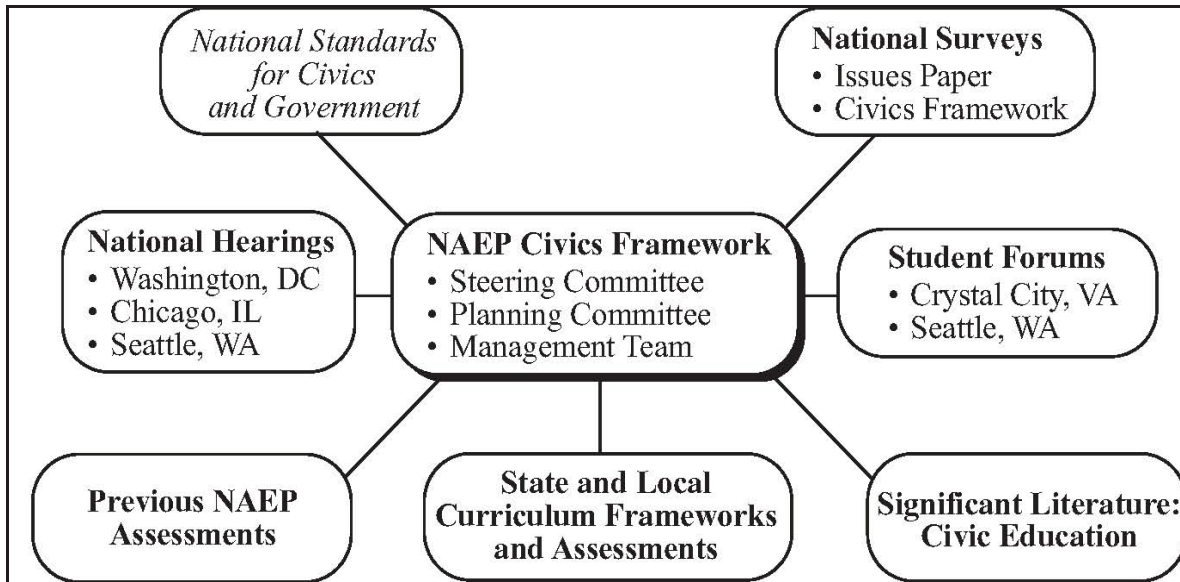 National Standards
for Civics
and Government
National Surveys
• Issues Paper
• Civics Framework
National Hearings
• Washington, DC
• Chicago, IL
• Seattle, WA
NAEP Civics Framework
• Steering Committee
• Planning Committee
• Management Team
Student Forums
• Crystal City, VA
• Seattle, WA
Previous NAEP
Assessments
State and Local
Curriculum Frameworks
and Assessments
Significant Literature:
Civic Education